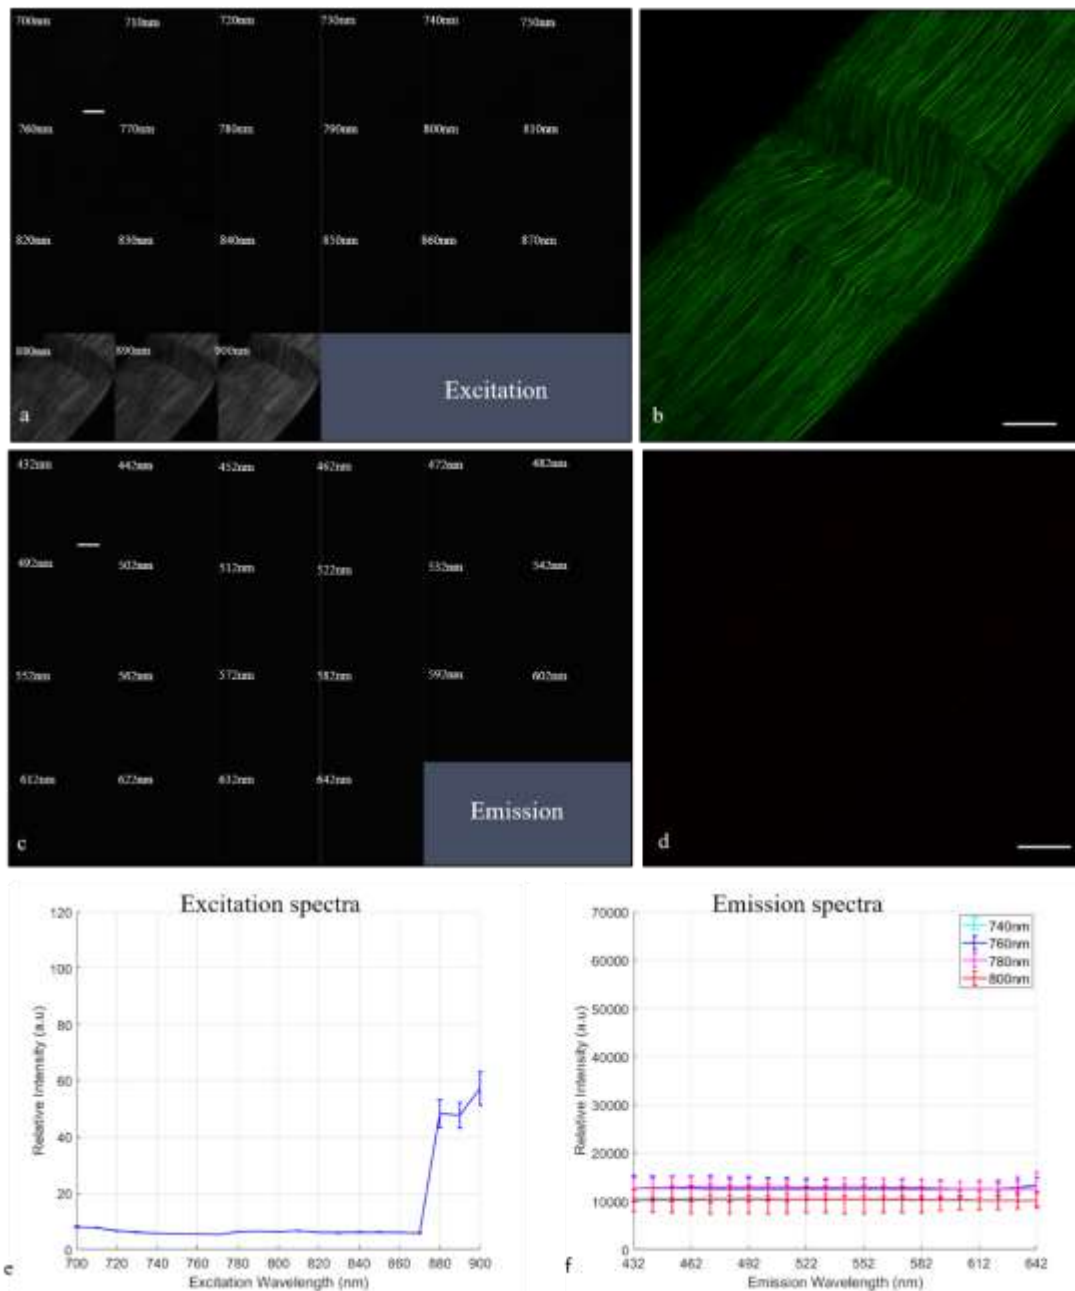 700nm 710nm 720nm 730nm 740nm 750nm
760nm 770nm 780nm 790nm 800nm 810nm
820nm 830nm 840nm 850nm 860nm 870nm
880nm 890nm 900nm
Excitation
a
b
432nm 442nm 452nm 462nm 472nm 482nm
492nm 502nm 512nm 522nm 532nm 542nm
552nm 562nm 572nm 582nm 592nm 602nm
612nm 622nm 632nm 642nm
Emission
c
d
Excitation spectra
120
100
80
60
40
20
0
Relative Intensity (a.u)
700 720 740 760 780 800 820 840 860 880 900
Excitation Wavelength (nm)
e
Emission spectra
740nm
760nm
780nm
800nm
70000
60000
50000
40000
30000
20000
10000
0
Relative Intensity (a.u)
432 462 492 522 552 582 612 642
Emission Wavelength (nm)
f